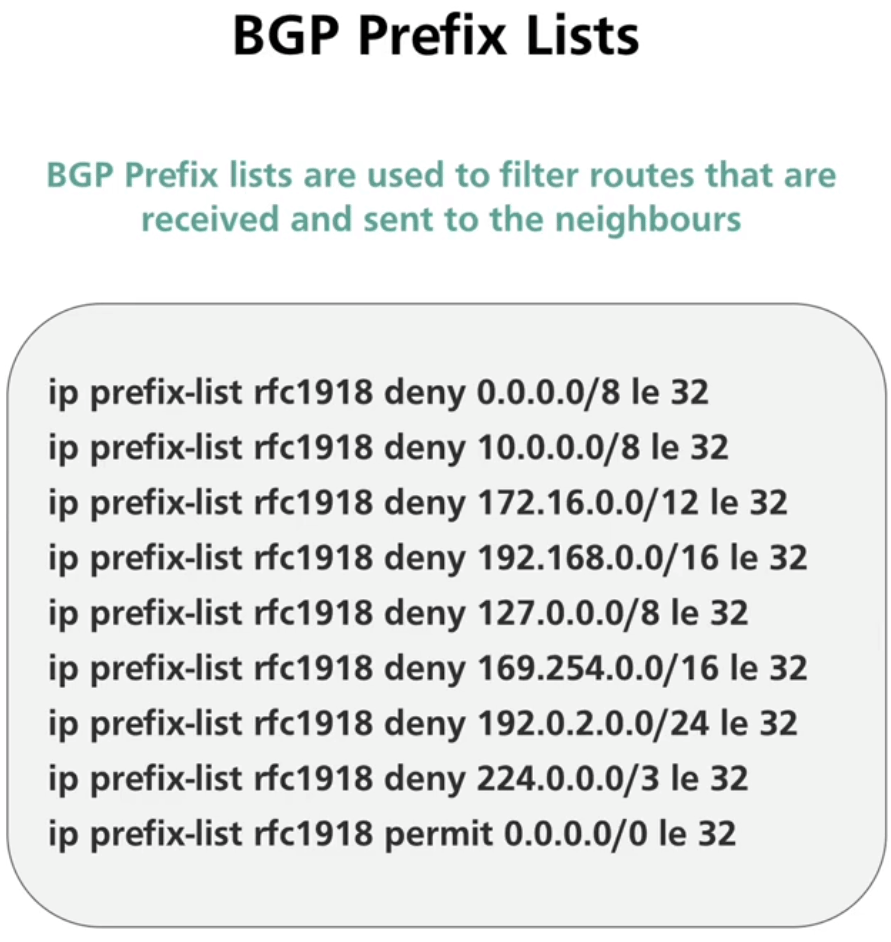 BGP Prefix Lists
BGP Prefix lists are used to filter routes that are
received and sent to the neighbours
ip prefix-list rfc1918 deny 0.0.0.0/8 le 32
ip prefix-list rfc1918 deny 10.0.0.0/8 le 32
ip prefix-list rfc1918 deny 172.16.0.0/12 le 32
ip prefix-list rfc1918 deny 192.168.0.0/16 le 32
ip prefix-list rfc1918 deny 127.0.0.0/8 le 32
ip prefix-list rfc1918 deny 169.254.0.0/16 le 32
ip prefix-list rfc1918 deny 192.0.2.0.0/24 le 32
ip prefix-list rfc1918 deny 224.0.0.0/3 le 32
ip prefix-list rfc1918 permit 0.0.0.0/0 le 32